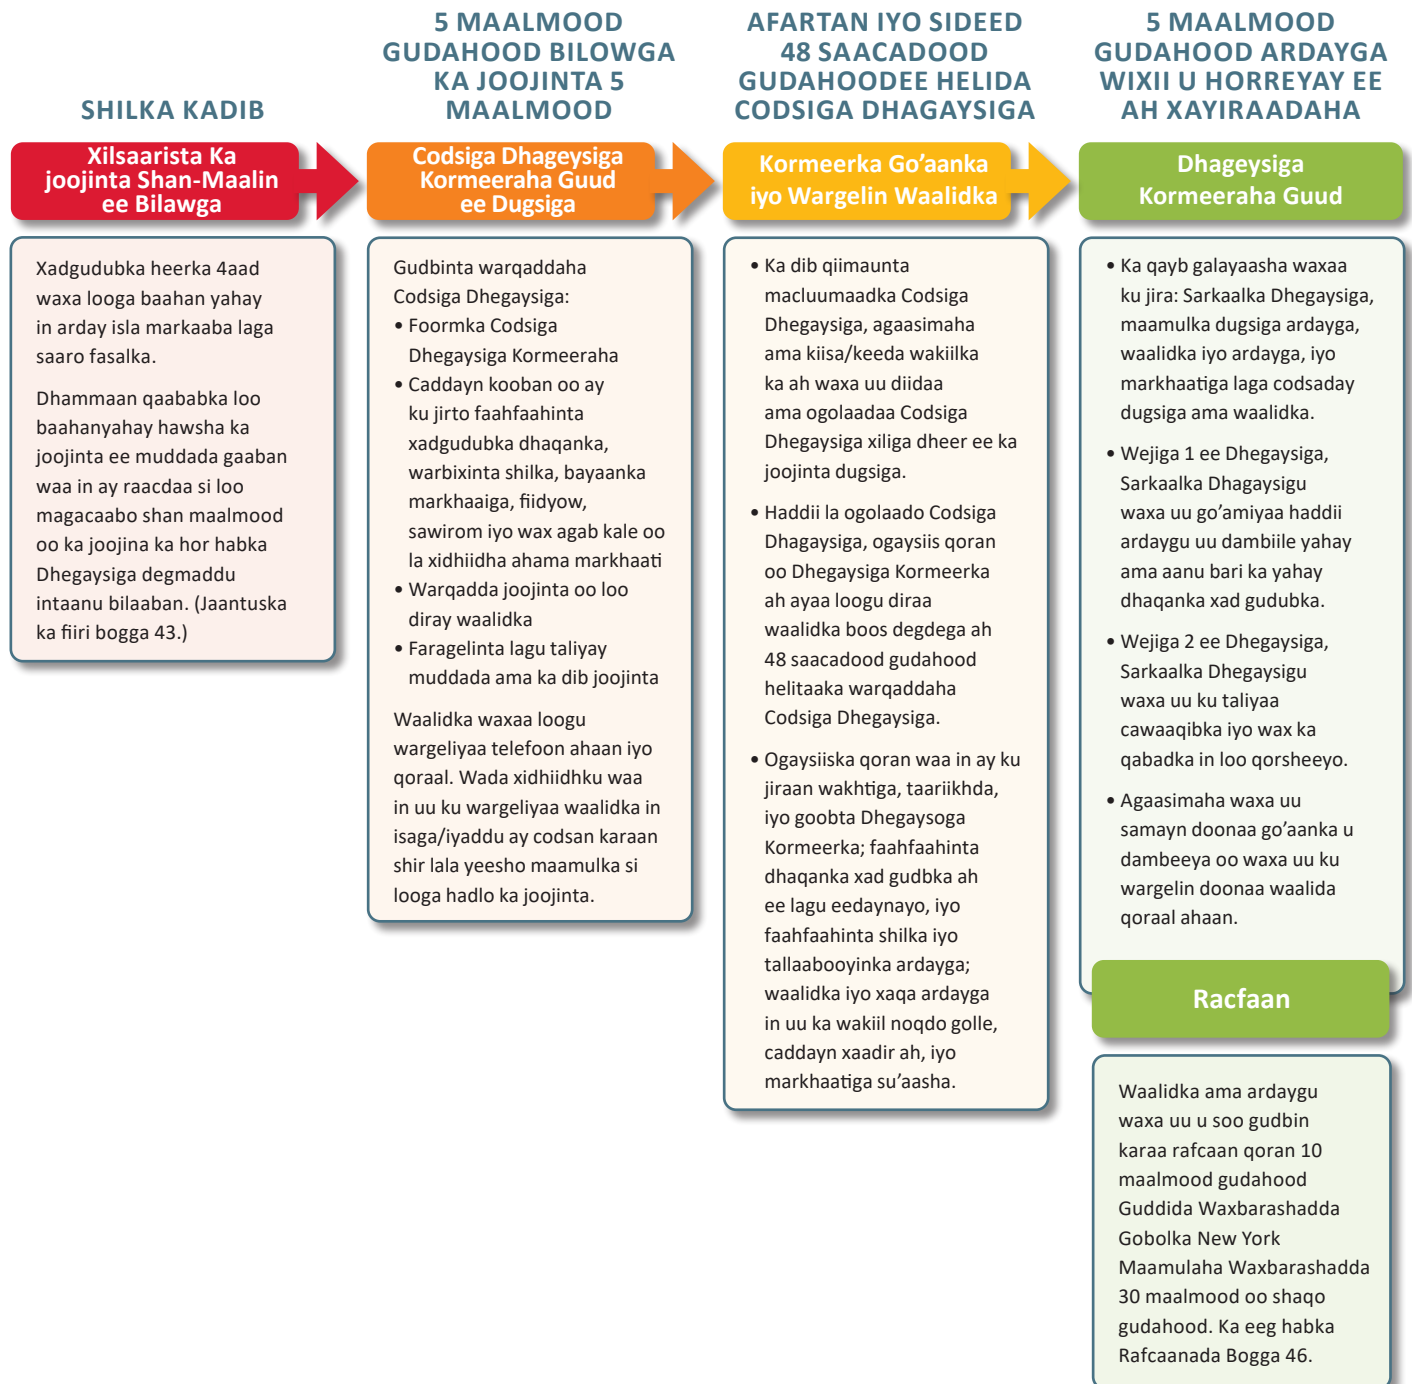 SHILKA KADIB
Xilsaarista Ka
joojinta Shan-Maalin
ee Bilawga
Xadgudubka heerka 4aad
waxa looga baahan yahay
in arday isla markaaba laga
saaro fasalka.
Dhammaan qaababka loo
baahanyahay hawsha ka
joojinta ee muddada gaaban
waa in ay raacdaa si loo
magacaabo shan maalmood
oo ka joojina ka hor habka
Dhegaysiga degmaddu
intaanu bilaaban. (Jaantuska
ka fiiri bogga 43.)
5 MAALMOOD
GUDAHOOD BILOWGA
KA JOOJINTA 5
MAALMOOD
Codsiga Dhageysiga
Kormeeraha Guud
ee Dugsiga
Gudbinta warqaddaha
Codsiga Dhegaysiga:
• Foormka Codsiga
Dhegaysiga Kormeeraha
• Caddayn kooban oo ay
ku jirto faahfaahinta
xadgudubka dhaqanka,
warbixinta shilka, bayaanka
markhaaiga, fiidyow,
sawirom iyo wax agab kale oo
la xidhiidha ahama markhaati
• Warqadda joojinta oo loo
diray waalidka
• Faragelinta lagu taliyay
muddada ama ka dib joojinta
Waalidka waxaa loogu
wargeliyaa telefoon ahaan iyo
qoraal. Wada xidhiidhku waa
in uu ku wargeliyaa waalidka in
isaga/iyaddu ay codsan karaan
shir lala yeesho maamulka si
looga hadlo ka joojinta.
AFARTAN IYO SIDEED
48 SAACADOOD
GUDAHOODEE HELIDA
CODSIGA DHAGAYSIGA
Kormeerka Go'aanka
iyo Wargelin Waalidka
• Ka dib qiimaunta
macluumaadka Codsiga
Dhegaysiga, agaasimaha
ama kiisa/keeda wakiilka
ka ah waxa uu diidaa
ama ogolaadaa Codsiga
Dhegaysiga xiliga dheer ee ka
joojinta dugsiga.
• Haddii la ogolaado Codsiga
Dhagaysiga, ogaysiis qoran
oo Dhegaysiga Kormeerka
ah ayaa loogu diraa
waalidka boos degdega ah
48 saacadood gudahood
helitaaka warqaddaha
Codsiga Dhegaysiga.
• Ogaysiiska qoran waa in ay ku
jiraan wakhtiga, taariikhda,
iyo goobta Dhegaysoga
Kormeerka; faahfaahinta
dhaqanka xad gudbka ah
ee lagu eedaynayo, iyo
faahfaahinta shilka iyo
tallaabooyinka ardayga;
waalidka iyo xaqa ardayga
in uu ka wakiil noqdo golle,
caddayn xaadir ah, iyo
markhaatiga su'aasha.
5 MAALMOOD
GUDAHOOD ARDAYGA
WIXII U HORREYAY EE
AH XAYIRAADAHA
Dhageysiga
Kormeeraha Guud
• Ka qayb galayaasha waxaa
ku jira: Sarkaalka Dhegaysiga,
maamulka dugsiga ardayga,
waalidka iyo ardayga, iyo
markhaatiga laga codsaday
dugsiga ama waalidka.
• Wejiga 1 ee Dhegaysiga,
Sarkaalka Dhagaysigu
waxa uu go'amiyaa haddii
ardaygu uu dambiile yahay
ama aanu bari ka yahay
dhaqanka xad gudubka.
• Wejiga 2 ee Dhegaysiga,
Sarkaalka Dhegaysigu
waxa uu ku taliyaa
cawaaqibka iyo wax ka
qabadka in loo qorsheeyo.
• Agaasimaha waxa uu
samayn doonaa go'aanka u
dambeeya oo waxa uu ku
wargelin doonaa waalida
qoraal ahaan.
Racfaan
Waalidka ama ardaygu
waxa uu u soo gudbin
karaa rafcaan qoran 10
maalmood gudahood
Guddida Waxbarashadda
Gobolka New York
Maamulaha Waxbarashadda
30 maalmood oo shaqo
gudahood. Ka eeg habka
Rafcaanada Bogga 46.